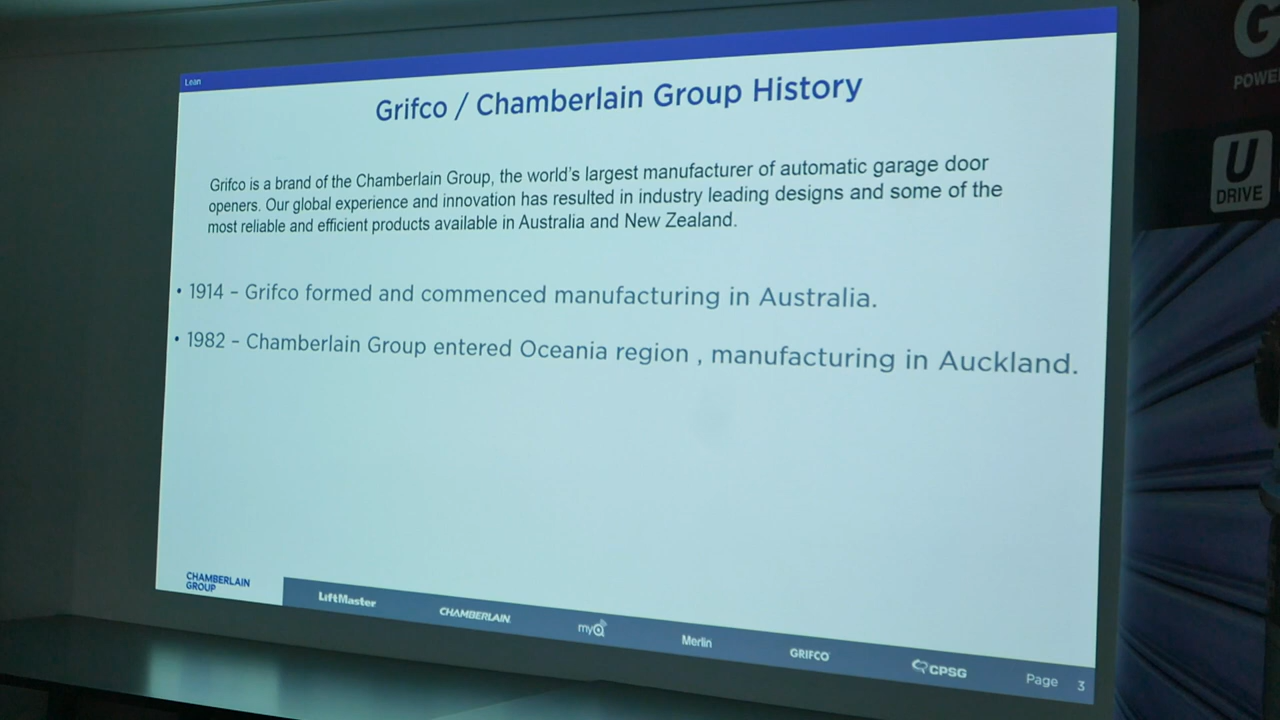 Lean
Grifco / Chamberlain Group History
Grifco is a brand of the Chamberlain Group, the world's largest manufacturer of automatic garage door
openers. Our global experience and innovation has resulted in industry leading designs and some of the
most reliable and efficient products available in Australia and New Zealand.
• 1914 – Grifco formed and commenced manufacturing in Australia.
• 1982 – Chamberlain Group entered Oceania region , manufacturing in Auckland.
CHAMBERLAIN
GROUP
LiftMaster
CHAMBERLAIN
myQ
Merlin
GRIFCO
CPSG
Page 3
U
DRIVE